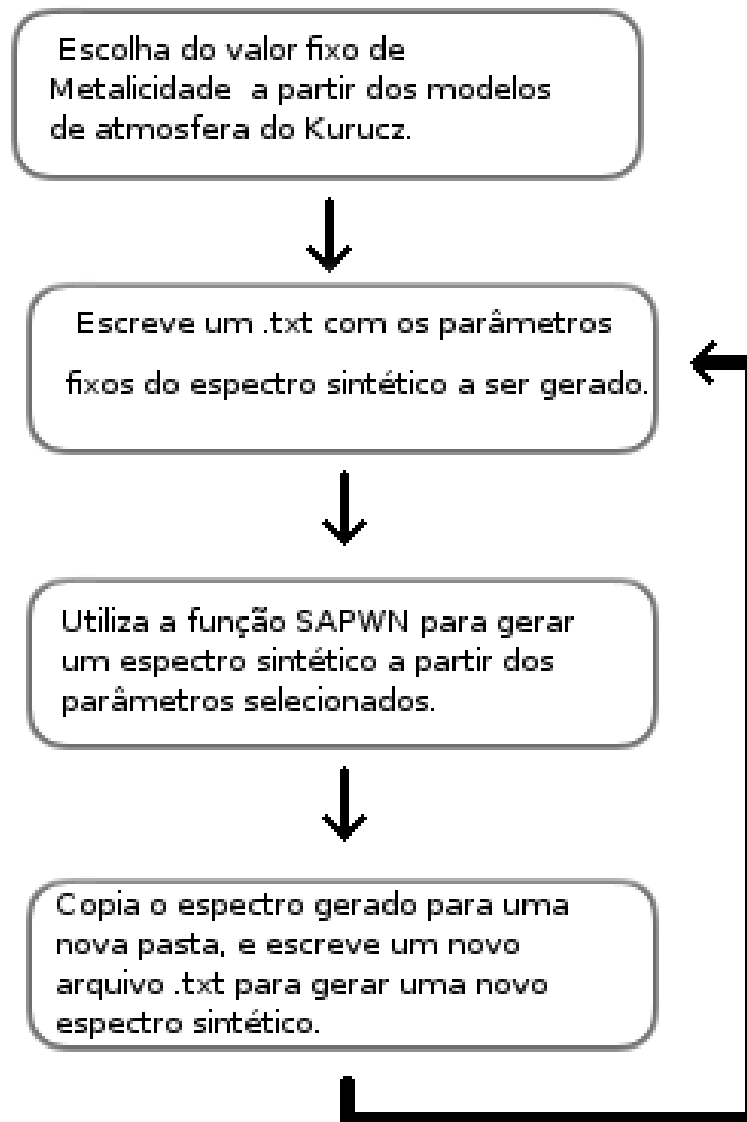 Escolha do valor fixo de
Metalicidade a partir dos modelos
de atmosfera do Kurucz.
Escreve um .txt com os parâmetros
fixos do espectro sintético a ser gerado.
Utiliza a função SAPWN para gerar
um espectro sintético a partir dos
parâmetros selecionados.
Copia o espectro gerado para uma
nova pasta, e escreve um novo
arquivo .txt para gerar uma novo
espectro sintético.